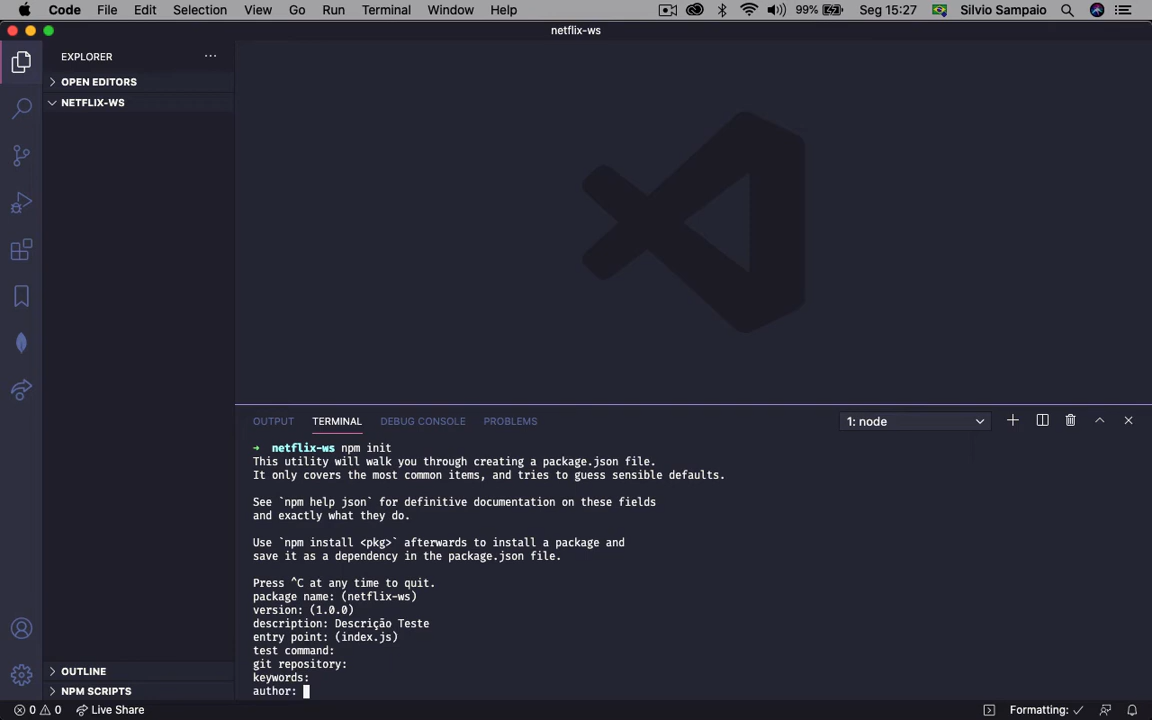 Code File Edit Selection View Go Run Terminal Window Help 99% Seg 15:27 Silvio Sampaio
netflix-ws
EXPLORER ...
OPEN EDITORS
NETFLIX-WS
OUTPUT TERMINAL DEBUG CONSOLE PROBLEMS 1: node
➜ netflix-ws npm init
This utility will walk you through creating a package.json file.
It only covers the most common items, and tries to guess sensible defaults.
See `npm help json` for definitive documentation on these fields
and exactly what they do.
Use `npm install <pkg>` afterwards to install a package and
save it as a dependency in the package.json file.
Press ^C at any time to quit.
package name: (netflix-ws)
version: (1.0.0)
description: Descrição Teste
entry point: (index.js)
test command:
git repository:
keywords:
author:
OUTLINE
NPM SCRIPTS
0 0 Live Share Formatting: ✓